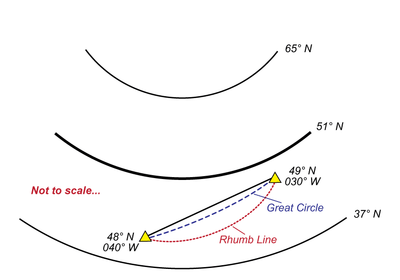 65° N
51° N
49° N
030° W
Not to scale...
Great Circle
37° N
48° N
040° W
Rhumb Line